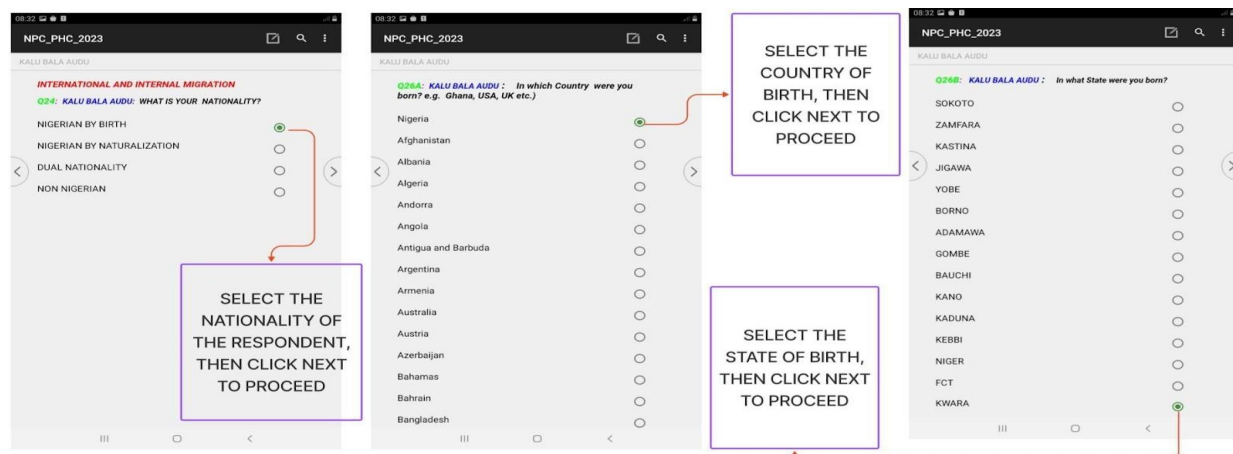 08:32
NPC_PHC_2023
KALU BALA AUDU
INTERNATIONAL AND INTERNAL MIGRATION
Q24: KALU BALA AUDU: WHAT IS YOUR NATIONALITY?
NIGERIAN BY BIRTH
NIGERIAN BY NATURALIZATION
DUAL NATIONALITY
NON NIGERIAN
SELECT THE
NATIONALITY OF
THE RESPONDENT,
THEN CLICK NEXT
TO PROCEED
08:32
NPC_PHC_2023
KALU BALA AUDU
Q26A: KALU BALA AUDU : In which Country were you
born? e.g. Ghana, USA, UK etc.)
Nigeria
Afghanistan
Albania
Algeria
Andorra
Angola
Antigua and Barbuda
Argentina
Armenia
Australia
Austria
Azerbaijan
Bahamas
Bahrain
Bangladesh
SELECT THE
COUNTRY OF
BIRTH, THEN
CLICK NEXT TO
PROCEED
SELECT THE
STATE OF BIRTH,
THEN CLICK NEXT
TO PROCEED
08:32
NPC_PHC_2023
KALU BALA AUDU
Q26B: KALU BALA AUDU : In what State were you born?
SOKOTO
ZAMFARA
KASTINA
JIGAWA
YOBE
BORNO
ADAMAWA
GOMBE
BAUCHI
KANO
KADUNA
KEBBI
NIGER
FCT
KWARA